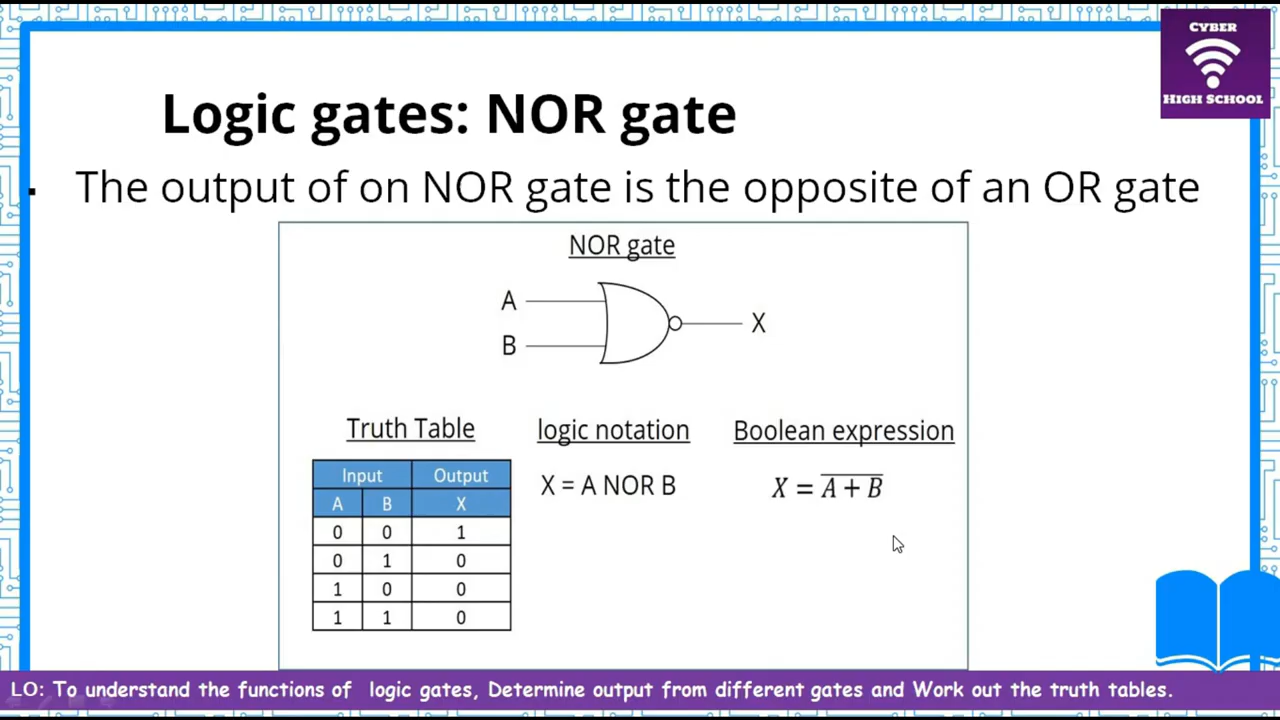 CYBER
HIGH SCHOOL
Logic gates: NOR gate
▪ The output of on NOR gate is the opposite of an OR gate
NOR gate
A
B
X
Truth Table
Input Output
A B X
0 0 1
0 1 0
1 0 0
1 1 0
logic notation
X = A NOR B
Boolean expression
X = \overline{A + B}
LO: To understand the functions of logic gates, Determine output from different gates and Work out the truth tables.